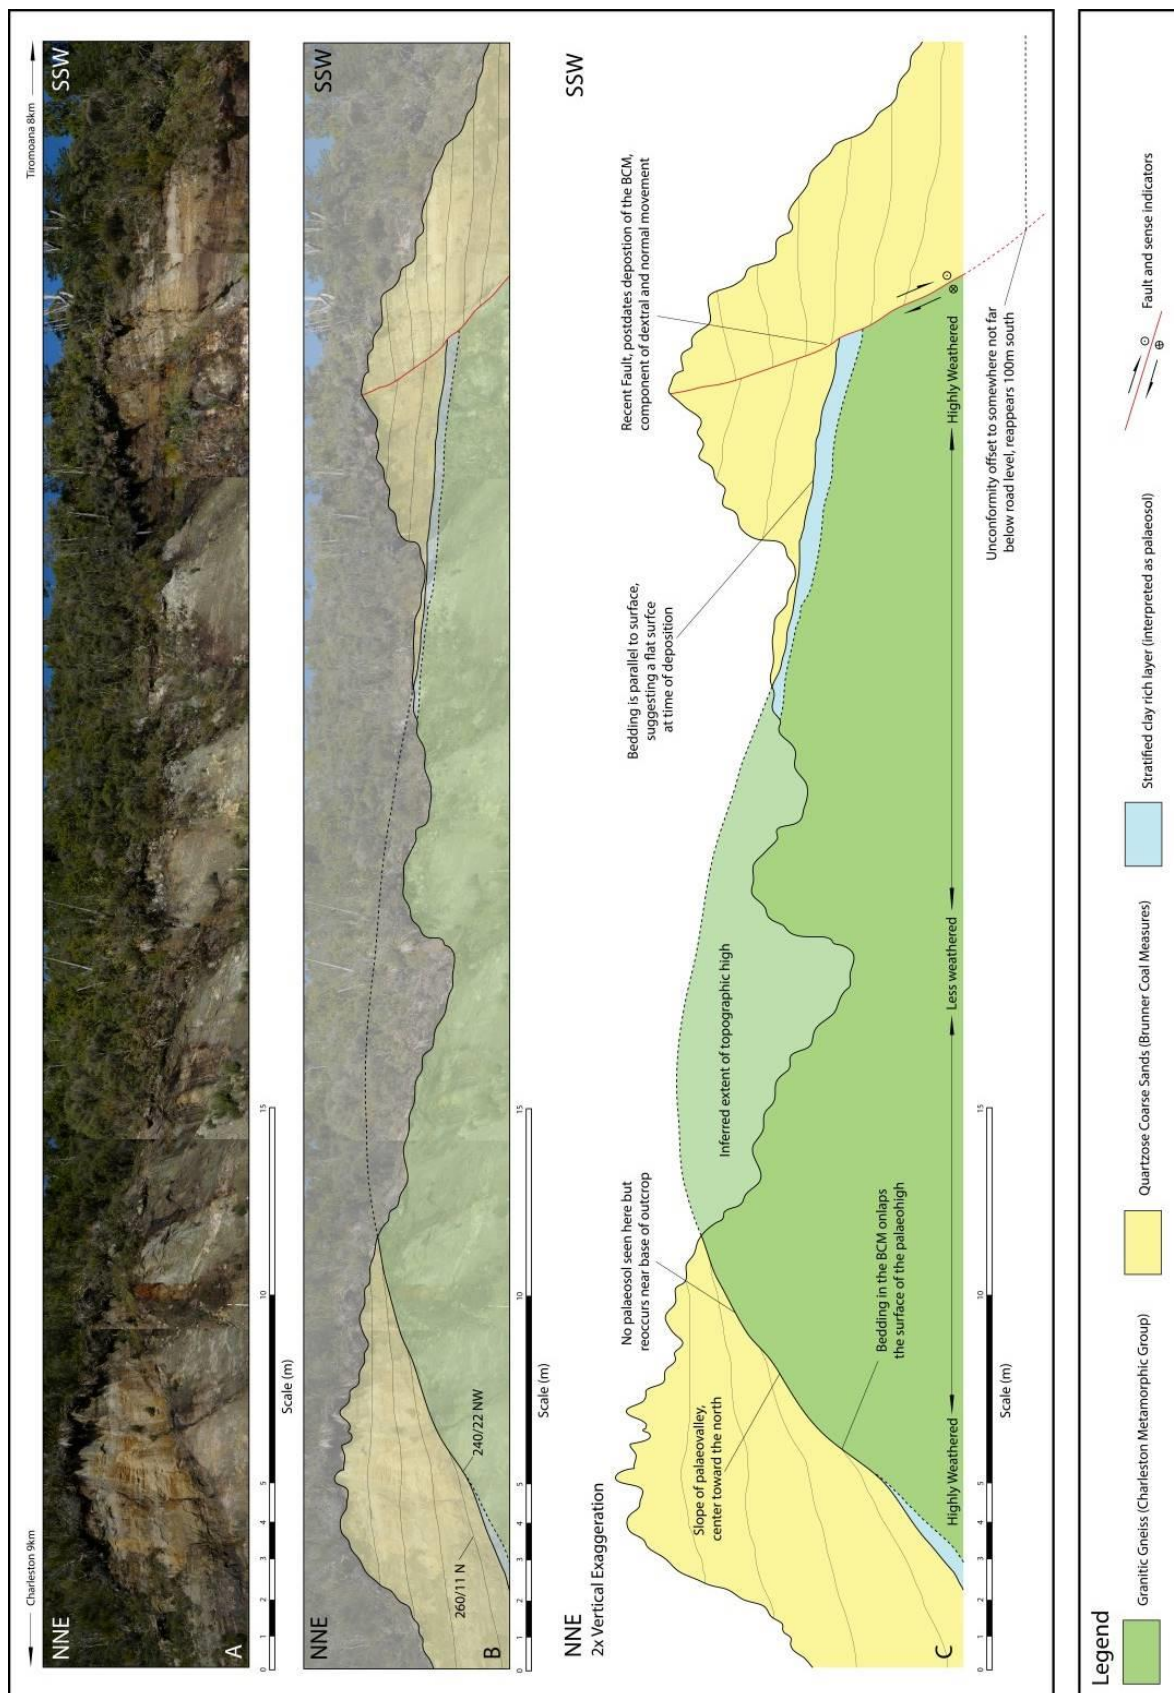 Charleston 9km
Tiromoana 8km
NNE
SSW
A
0 1 2 3 4 5 10 15
Scale (m)
NNE
SSW
260/11 N
240/22 NW
B
0 1 2 3 4 5 10 15
Scale (m)
NNE
SSW
2x Vertical Exaggeration
No palaeosol seen here but
reoccurs near base of outcrop
Slope of palaeovalley,
center toward the north
Bedding in the BCM onlaps
the surface of the palaeohigh
Inferred extent of topographic high
Bedding is parallel to surface,
suggesting a flat surfce
at time of deposition
Recent Fault, postdates depostion of the BCM,
component of dextral and normal movement
Highly Weathered
Less weathered
Highly Weathered
Unconformity offset to somewhere not far
below road level, reappears 100m south
C
0 1 2 3 4 5 10 15
Scale (m)
Legend
Granitic Gneiss (Charleston Metamorphic Group)
Quartzose Coarse Sands (Brunner Coal Measures)
Stratified clay rich layer (interpreted as palaeosol)
Fault and sense indicators